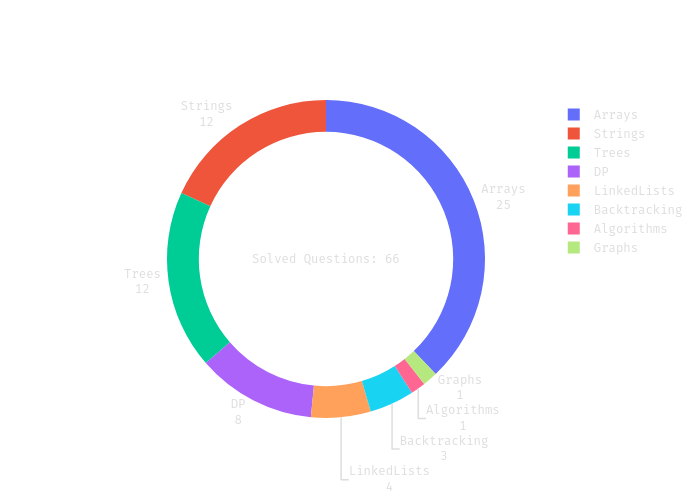 Strings
12
Arrays
25
Trees
12
Solved Questions: 66
DP
8
Graphs
1
Algorithms
1
Backtracking
3
LinkedLists
4
Arrays
Strings
Trees
DP
LinkedLists
Backtracking
Algorithms
Graphs